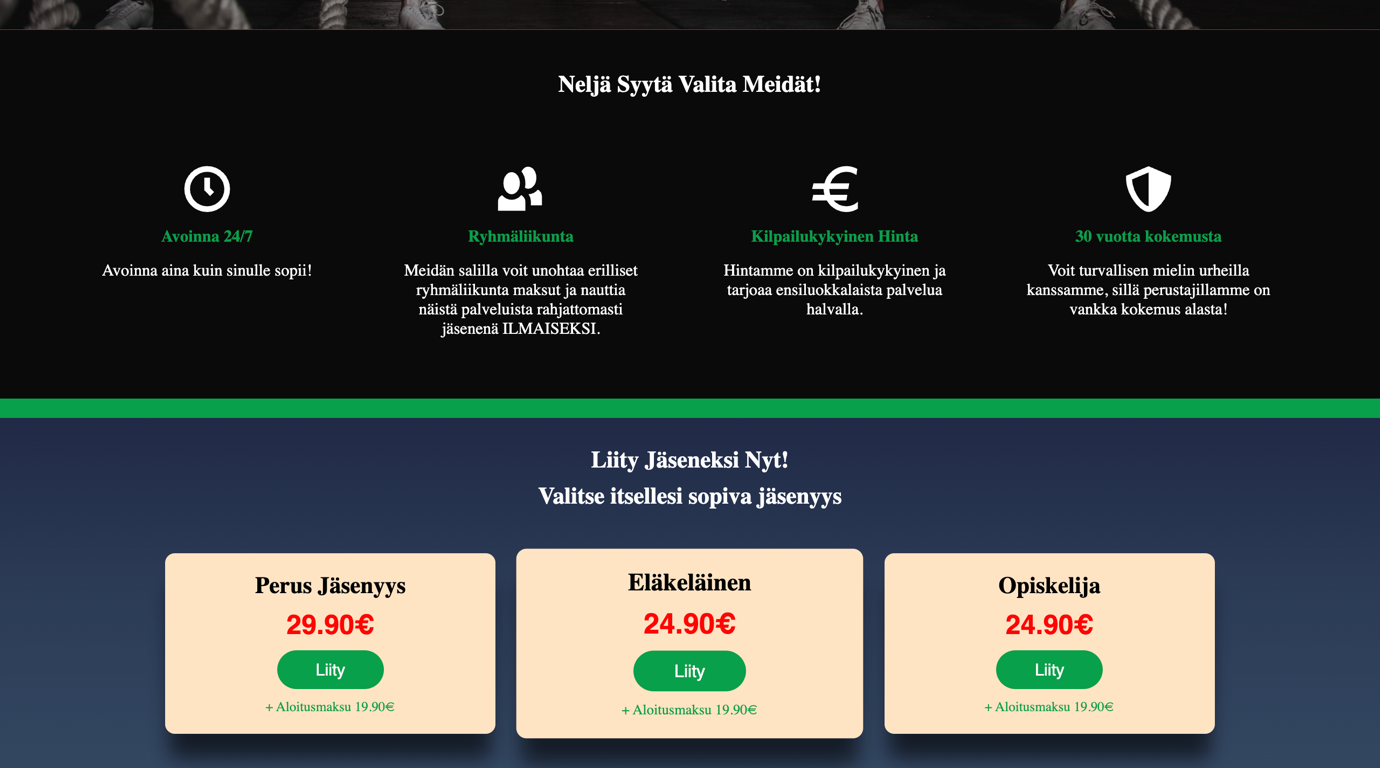 Neljä Syytä Valita Meidät!
Avoinna 24/7
Avoinna aina kuin sinulle sopii!
Ryhmäliikunta
Meidän salilla voit unohtaa erilliset
ryhmäliikunta maksut ja nauttia
näistä palveluista rahjattomasti
jäsenenä ILMAISEKSI.
Kilpailukykyinen Hinta
Hintamme on kilpailukykyinen ja
tarjoaa ensiluokkalaista palvelua
halvalla.
30 vuotta kokemusta
Voit turvallisen mielin urheilla
kanssamme, sillä perustajillamme on
vankka kokemus alasta!
Liity Jäseneksi Nyt!
Valitse itsellesi sopiva jäsenyys
Perus Jäsenyys
29.90€
Liity
+ Aloitusmaksu 19.90€
Eläkeläinen
24.90€
Liity
+ Aloitusmaksu 19.90€
Opiskelija
24.90€
Liity
+ Aloitusmaksu 19.90€